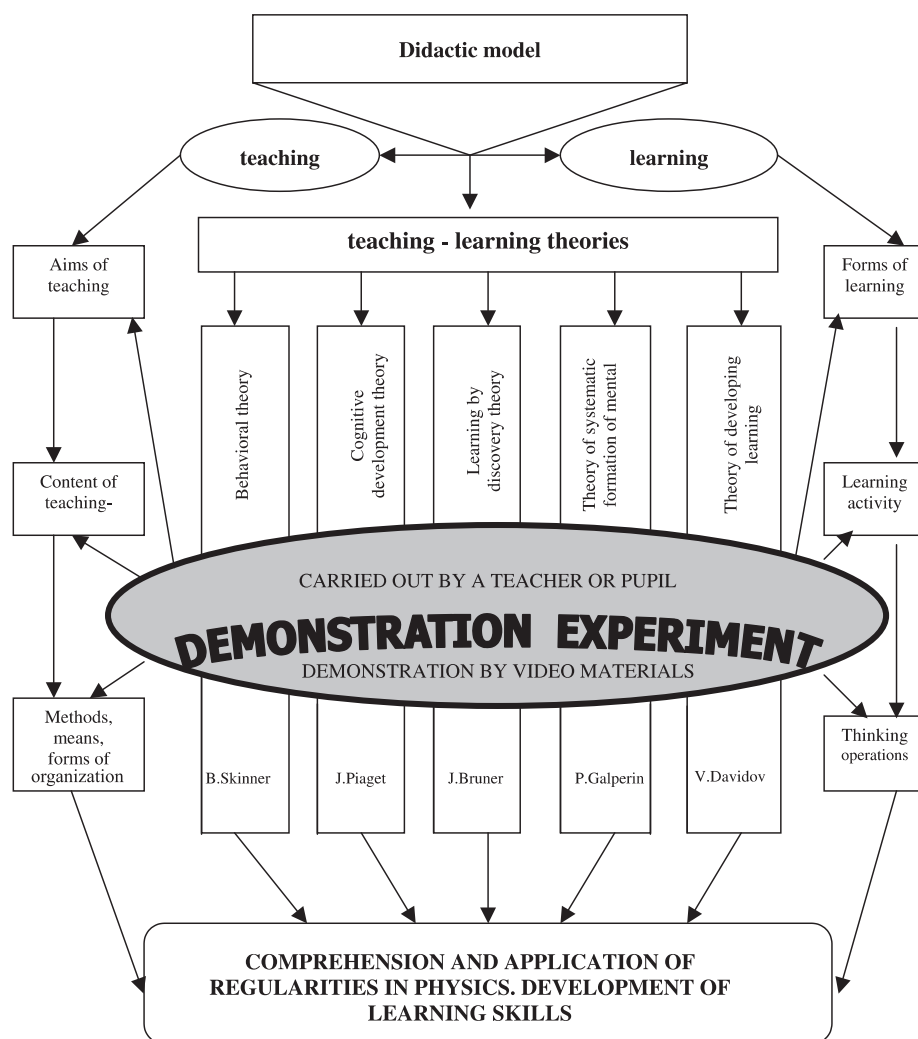 Didactic model
teaching
learning
teaching - learning theories
Aims of
teaching
Forms of
learning
Behavioral theory
Cognitive
development theory
Learning by
discovery theory
Theory of systematic
formation of mental
Theory of developing
learning
Content of
teaching-
Learning
activity
CARRIED OUT BY A TEACHER OR PUPIL
DEMONSTRATION EXPERIMENT
DEMONSTRATION BY VIDEO MATERIALS
Methods,
means,
forms of
organization
Thinking
operations
B.Skinner
J.Piaget
J.Bruner
P.Galperin
V.Davidov
COMPREHENSION AND APPLICATION OF
REGULARITIES IN PHYSICS. DEVELOPMENT OF
LEARNING SKILLS